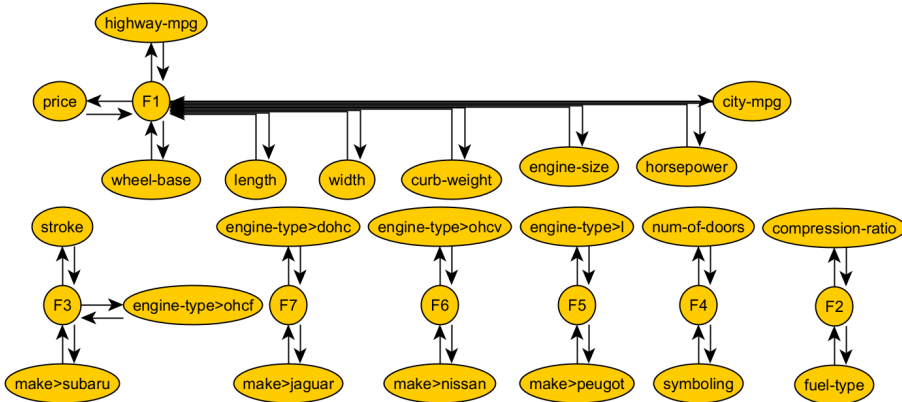 highway-mpg
price
F1
city-mpg
wheel-base
length
width
curb-weight
engine-size
horsepower
stroke
engine-type>dohc
engine-type>ohcv
engine-type>l
num-of-doors
compression-ratio
F3
engine-type>ohcf
F7
F6
F5
F4
F2
make>subaru
make>jaguar
make>nissan
make>peugot
symboling
fuel-type